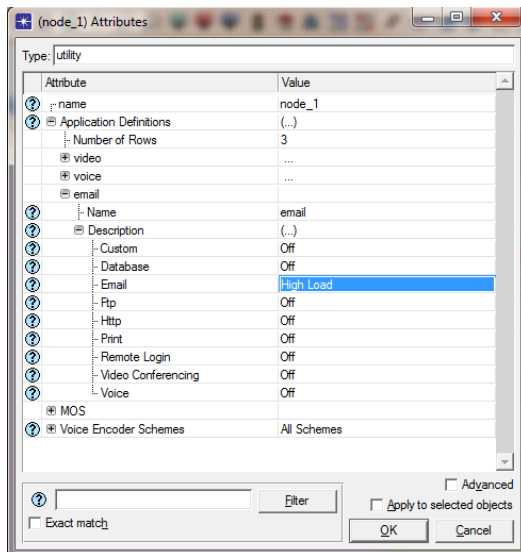 (node_1) Attributes
Type: utility
Attribute Value
name node_1
Application Definitions (...)
Number of Rows 3
video ...
voice ...
email
Name email
Description (...)
Custom Off
Database Off
Email High Load
Ftp Off
Http Off
Print Off
Remote Login Off
Video Conferencing Off
Voice Off
MOS
Voice Encoder Schemes All Schemes
Advanced
Filter
Apply to selected objects
Exact match
OK Cancel